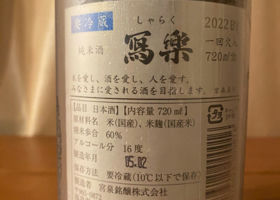 要冷蔵
しゃらく
純米酒
寫樂
2022BY
一回火入
720ml詰
米を愛し、酒を愛し、人を愛す。
みなさまに愛される酒を目指します。
品目 日本酒 【内容量 720ml】
原材料名 米(国産)、米麹(国産米)
精米歩合 60%
アルコール分 16度
製造年月 05.02
保存方法 要冷蔵(10℃以下で保存)
製造者 宮泉銘醸株式会社